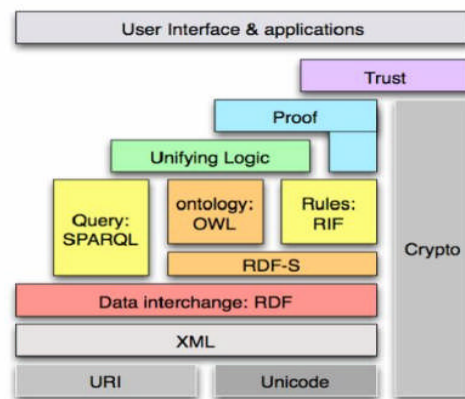 User Interface & applications
Trust
Proof
Unifying Logic
Query:
SPARQL
ontology:
OWL
Rules:
RIF
Crypto
RDF-S
Data interchange: RDF
XML
URI
Unicode